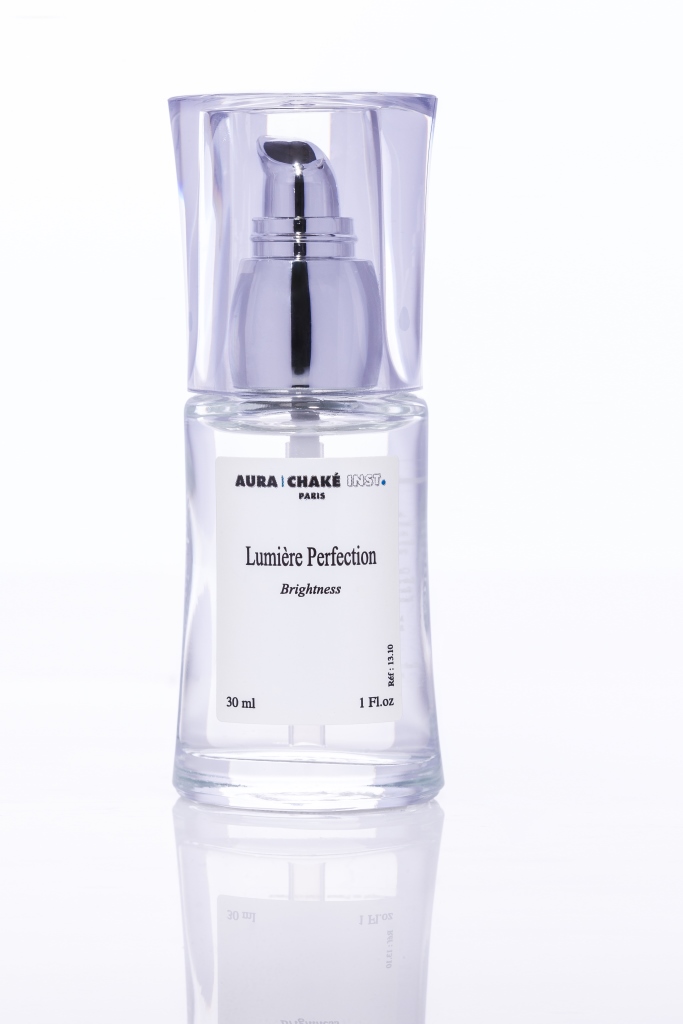 AURA | CHAKÉ INST.
PARIS
Lumière Perfection
Brightness
Réf : 13.10
30 ml 1 Fl.oz